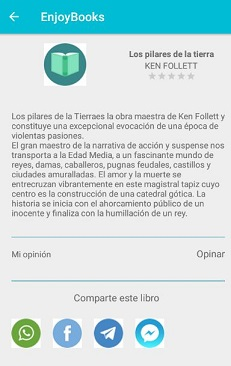 EnjoyBooks
Los pilares de la tierra
KEN FOLLETT
Los pilares de la Tierraes la obra maestra de Ken Follett y
constituye una excepcional evocación de una época de
violentas pasiones.
El gran maestro de la narrativa de acción y suspense nos
transporta a la Edad Media, a un fascinante mundo de
reyes, damas, caballeros, pugnas feudales, castillos y
ciudades amuralladas. El amor y la muerte se
entrecruzan vibrantemente en este magistral tapiz cuyo
centro es la construcción de una catedral gótica. La
historia se inicia con el ahorcamiento público de un
inocente y finaliza con la humillación de un rey.
Mi opinión
Opinar
Comparte este libro